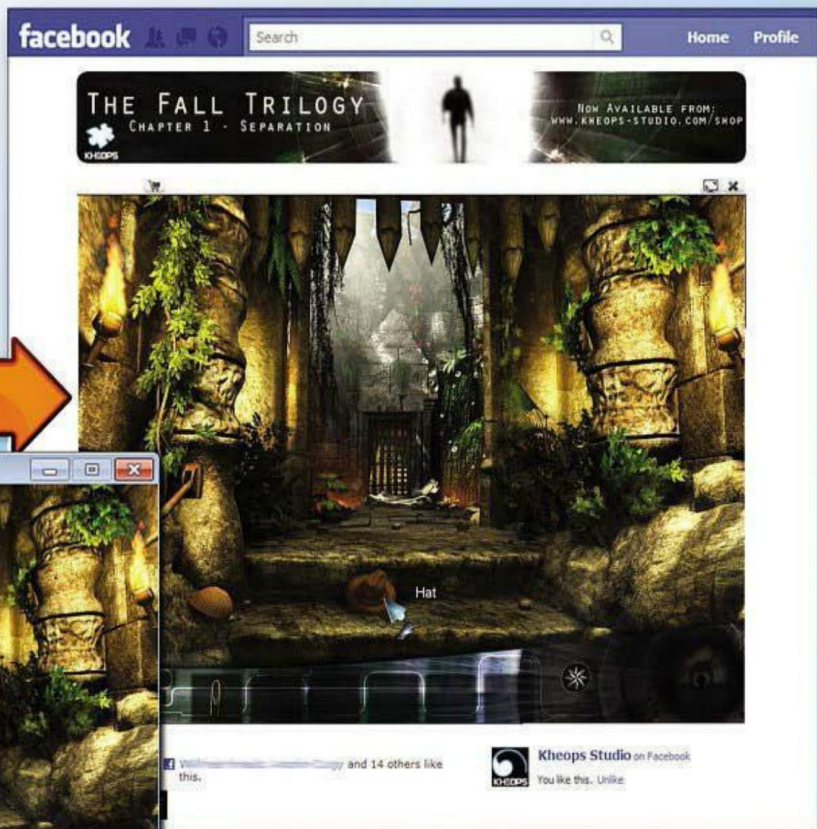 facebook
Search
Home Profile
THE FALL TRILOGY
CHAPTER 1 - SEPARATION
KHEOPS
NOW AVAILABLE FROM:
WWW.KHEOPS-STUDIO.COM/SHOP
Hat
and 14 others like
this.
KHEOPS
Kheops Studio on Facebook
You like this. Unlike